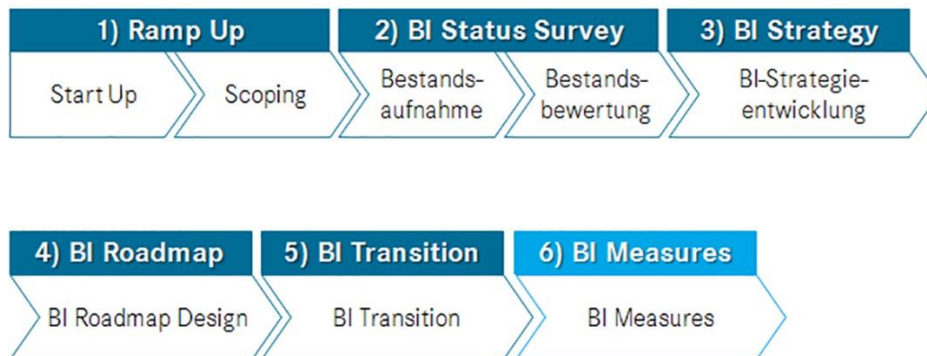 1) Ramp Up
2) BI Status Survey
3) BI Strategy
Start Up
Scoping
Bestands-
aufnahme
Bestands-
bewertung
BI-Strategie-
entwicklung
4) BI Roadmap
5) BI Transition
6) BI Measures
BI Roadmap Design
BI Transition
BI Measures